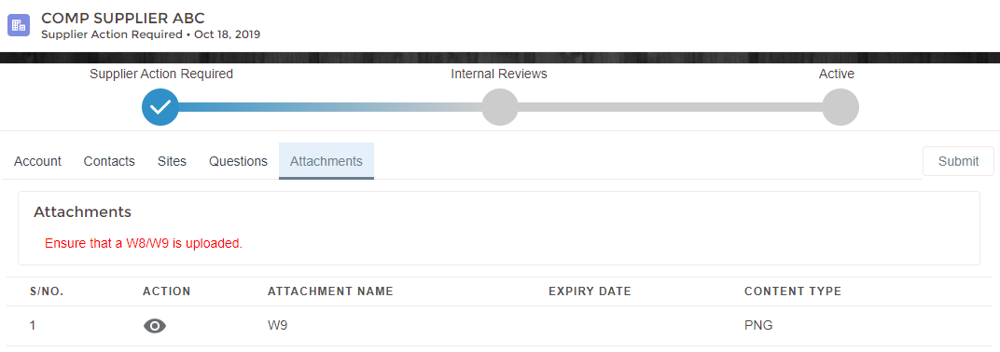 COMP SUPPLIER ABC
Supplier Action Required • Oct 18, 2019
Supplier Action Required Internal Reviews Active
Account Contacts Sites Questions Attachments Submit
Attachments
Ensure that a W8/W9 is uploaded.
S/NO. ACTION ATTACHMENT NAME EXPIRY DATE CONTENT TYPE
1 W9 PNG